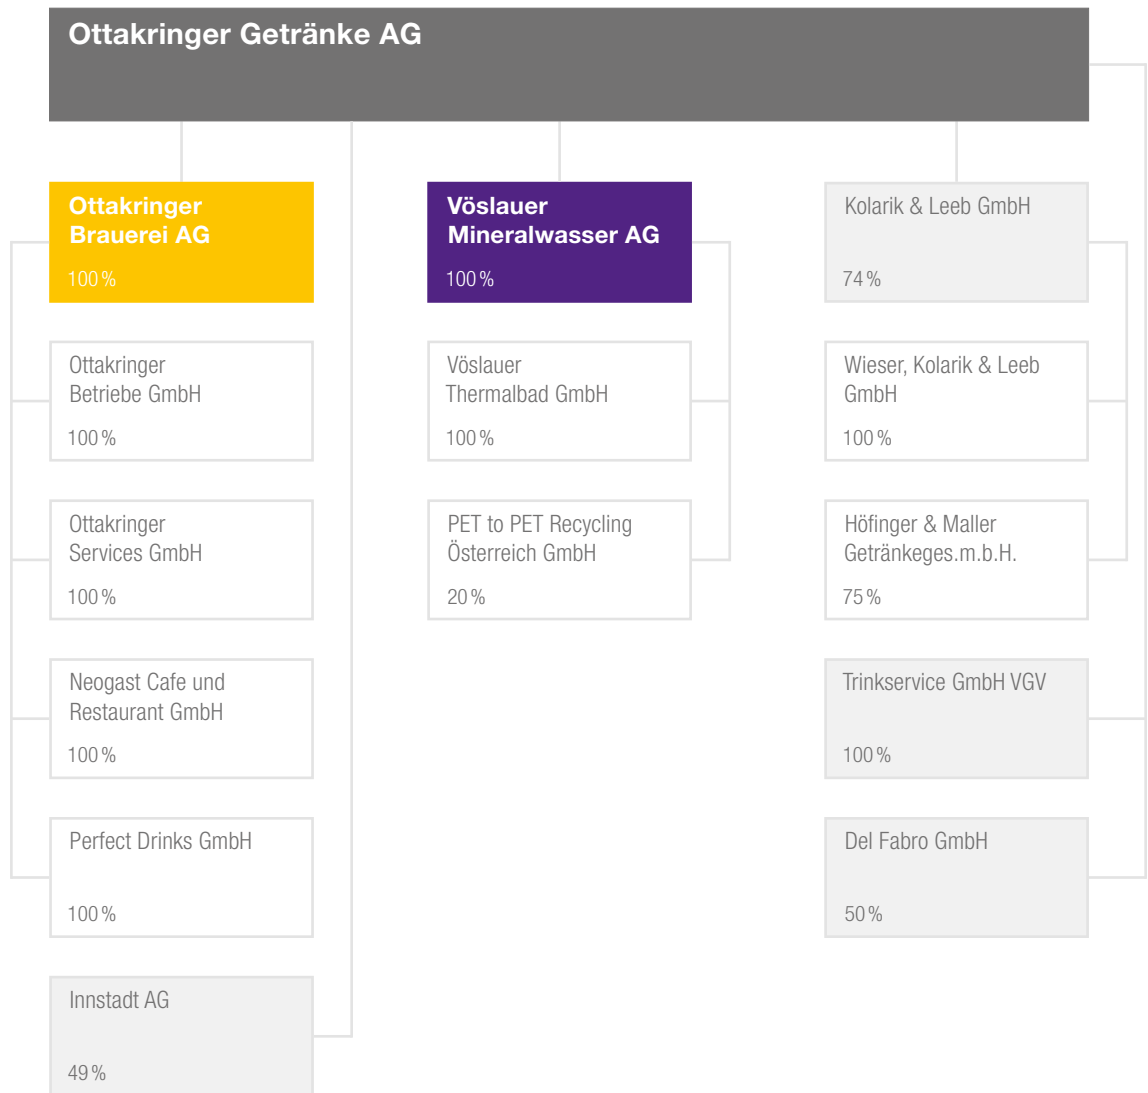 Ottakringer Getränke AG
Ottakringer
Brauerei AG
100 %
Ottakringer
Betriebe GmbH
100 %
Ottakringer
Services GmbH
100 %
Neogast Cafe und
Restaurant GmbH
100 %
Perfect Drinks GmbH
100 %
Innstadt AG
49 %
Vöslauer
Mineralwasser AG
100 %
Vöslauer
Thermalbad GmbH
100 %
PET to PET Recycling
Österreich GmbH
20 %
Kolarik & Leeb GmbH
74 %
Wieser, Kolarik & Leeb
GmbH
100 %
Höfinger & Maller
Getränkeges.m.b.H.
75 %
Trinkservice GmbH VGV
100 %
Del Fabro GmbH
50 %